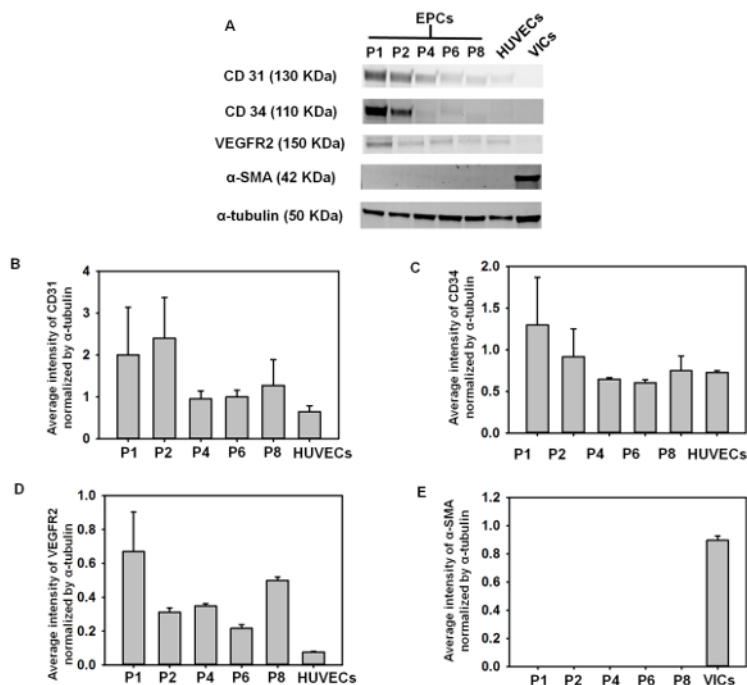 A
EPCs
P1 P2 P4 P6 P8 HUVECs VICs
CD 31 (130 KDa)
CD 34 (110 KDa)
VEGFR2 (150 KDa)
α-SMA (42 KDa)
α-tubulin (50 KDa)
B
Average intensity of CD31
normalized by α-tubulin
4
3
2
1
0
P1 P2 P4 P6 P8 HUVECs
C
Average intensity of CD34
normalized by α-tubulin
2.0
1.5
1.0
0.5
0.0
P1 P2 P4 P6 P8 HUVECs
D
Average intensity of VEGFR2
normalized by α-tubulin
1.0
0.8
0.6
0.4
0.2
0.0
P1 P2 P4 P6 P8 HUVECs
E
Average intensity of α-SMA
normalized by α-tubulin
1.2
1.0
0.8
0.6
0.4
0.2
0.0
P1 P2 P4 P6 P8 VICs